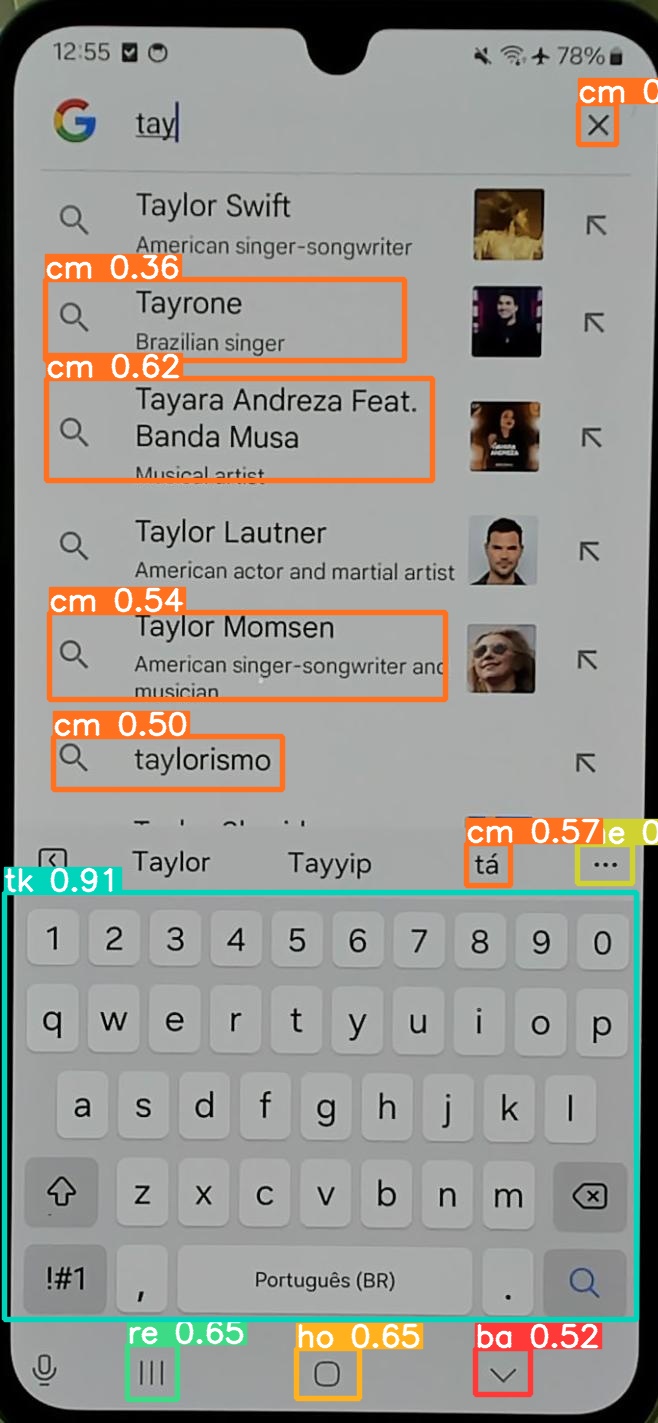 12:55
78%
cm 0
tay
Taylor Swift
American singer-songwriter
cm 0.36
Tayrone
Brazilian singer
cm 0.62
Tayara Andreza Feat.
Banda Musa
Musical artist
Taylor Lautner
American actor and martial artist
cm 0.54
Taylor Momsen
American singer-songwriter and
musician
cm 0.50
taylorismo
cm 0.57
e 0
Taylor Tayyip tá ...
tk 0.91
1 2 3 4 5 6 7 8 9 0
q w e r t y u i o p
a s d f g h j k l
z x c v b n m
!#1 , Português (BR) .
re 0.65 ho 0.65 ba 0.52